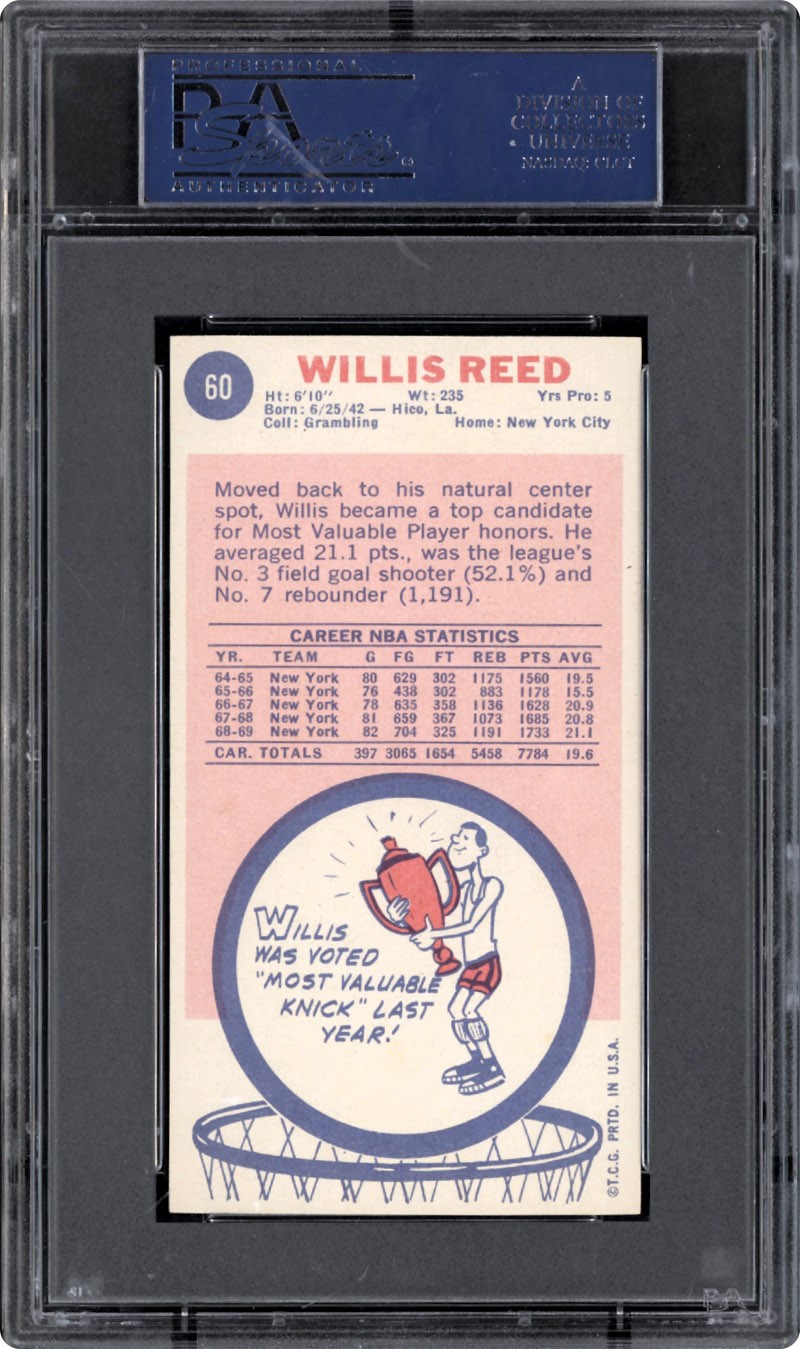 PROFESSIONAL
PSA
Sports
AUTHENTICATOR
A
DIVISION OF
COLLECTORS
UNIVERSE
NASDAQ: CLCT
60
WILLIS REED
Ht: 6'10" Wt: 235 Yrs Pro: 5
Born: 6/25/42 — Hico, La.
Coll: Grambling Home: New York City
Moved back to his natural center
spot, Willis became a top candidate
for Most Valuable Player honors. He
averaged 21.1 pts., was the league's
No. 3 field goal shooter (52.1%) and
No. 7 rebounder (1,191).
CAREER NBA STATISTICS
YR. TEAM G FG FT REB PTS AVG
64-65 New York 80 629 302 1175 1560 19.5
65-66 New York 76 438 302 883 1178 15.5
66-67 New York 78 635 358 1136 1628 20.9
67-68 New York 81 659 367 1073 1685 20.8
68-69 New York 82 704 325 1191 1733 21.1
CAR. TOTALS 397 3065 1654 5458 7784 19.6
WILLIS
WAS VOTED
"MOST VALUABLE
KNICK" LAST
YEAR!
©T.C.G. PRTD. IN U.S.A.
PSA